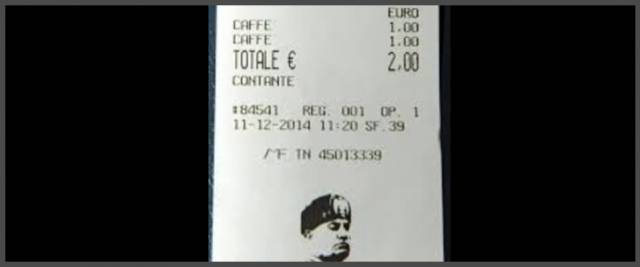 EURO
CAFFE 1.00
CAFFE 1.00
TOTALE € 2,00
CONTANTE
#84541 REG. 001 OP. 1
11-12-2014 11:20 SF.39
MF TN 45013339